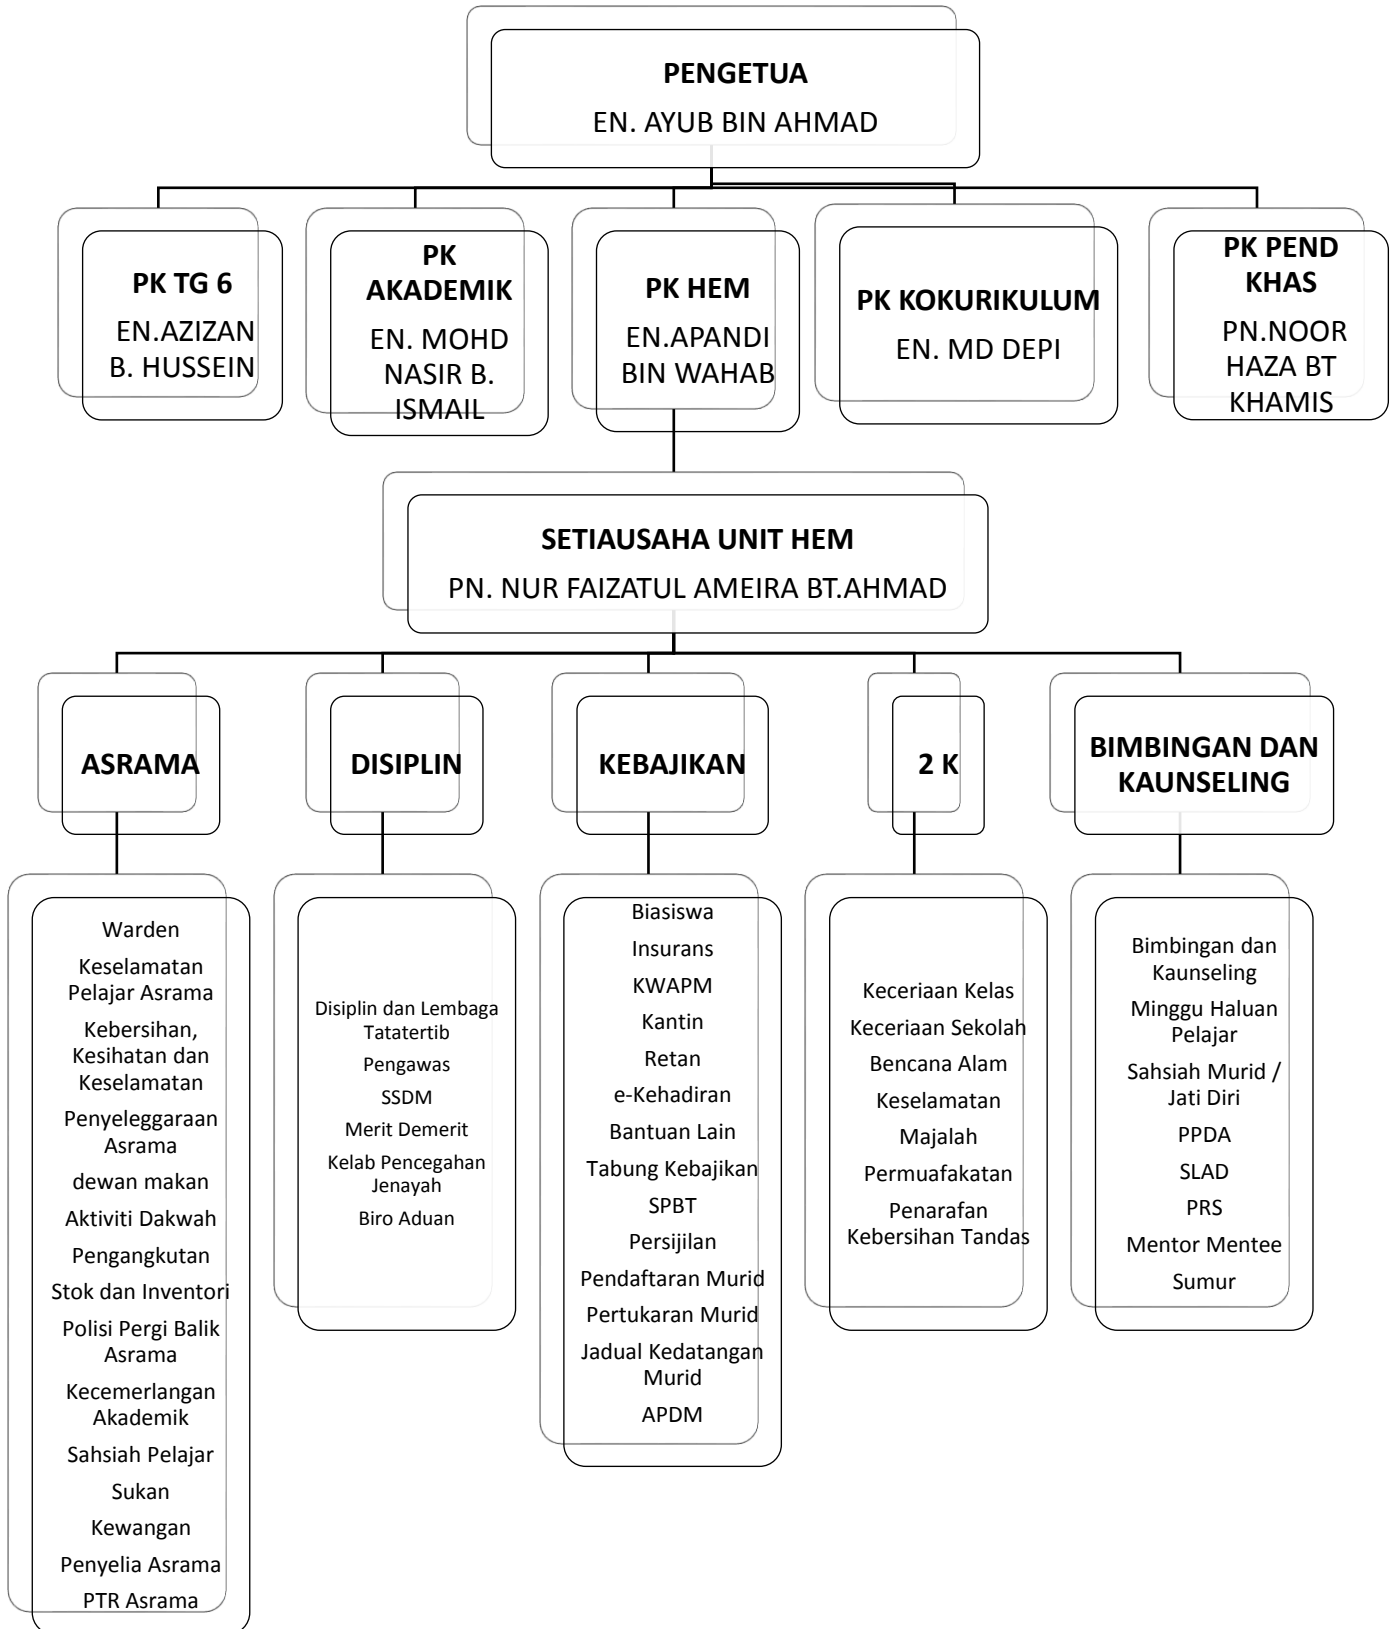 PENGETUA
EN. AYUB BIN AHMAD
PK TG 6
EN.AZIZAN
B. HUSSEIN
PK
AKADEMIK
EN. MOHD
NASIR B.
ISMAIL
PK HEM
EN.APANDI
BIN WAHAB
PK KOKURIKULUM
EN. MD DEPI
PK PEND
KHAS
PN.NOOR
HAZA BT
KHAMIS
SETIAUSAHA UNIT HEM
PN. NUR FAIZATUL AMEIRA BT.AHMAD
ASRAMA
Warden
Keselamatan
Pelajar Asrama
Kebersihan,
Kesihatan dan
Keselamatan
Penyeleggaraan
Asrama
dewan makan
Aktiviti Dakwah
Pengangkutan
Stok dan Inventori
Polisi Pergi Balik
Asrama
Kecemerlangan
Akademik
Sahsiah Pelajar
Sukan
Kewangan
Penyelia Asrama
PTR Asrama
DISIPLIN
Disiplin dan Lembaga
Tatatertib
Pengawas
SSDM
Merit Demerit
Kelab Pencegahan
Jenayah
Biro Aduan
KEBAJIKAN
Biasiswa
Insurans
KWAPM
Kantin
Retan
e-Kehadiran
Bantuan Lain
Tabung Kebajikan
SPBT
Persijilan
Pendaftaran Murid
Pertukaran Murid
Jadual Kedatangan
Murid
APDM
2 K
Keceriaan Kelas
Keceriaan Sekolah
Bencana Alam
Keselamatan
Majalah
Permuafakatan
Penarafan
Kebersihan Tandas
BIMBINGAN DAN
KAUNSELING
Bimbingan dan
Kaunseling
Minggu Haluan
Pelajar
Sahsiah Murid /
Jati Diri
PPDA
SLAD
PRS
Mentor Mentee
Sumur